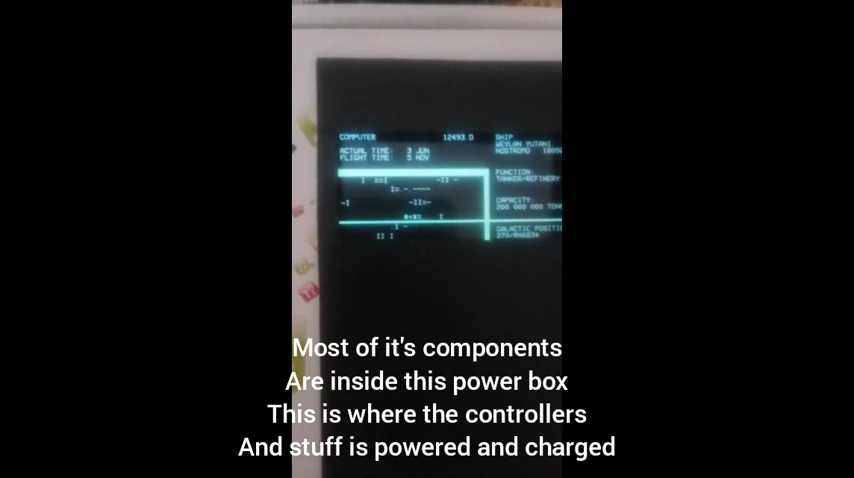 COMPUTER 12493.D
ACTUAL TIME: 3 JUN
FLIGHT TIME: 5 NOV
SHIP
WEYLAN YUTANI
NOSTROMO
FUNCTION
TANKER/REFINERY
CAPACITY:
200 000 000
GALACTIC
Most of it's components
Are inside this power box
This is where the controllers
And stuff is powered and charged